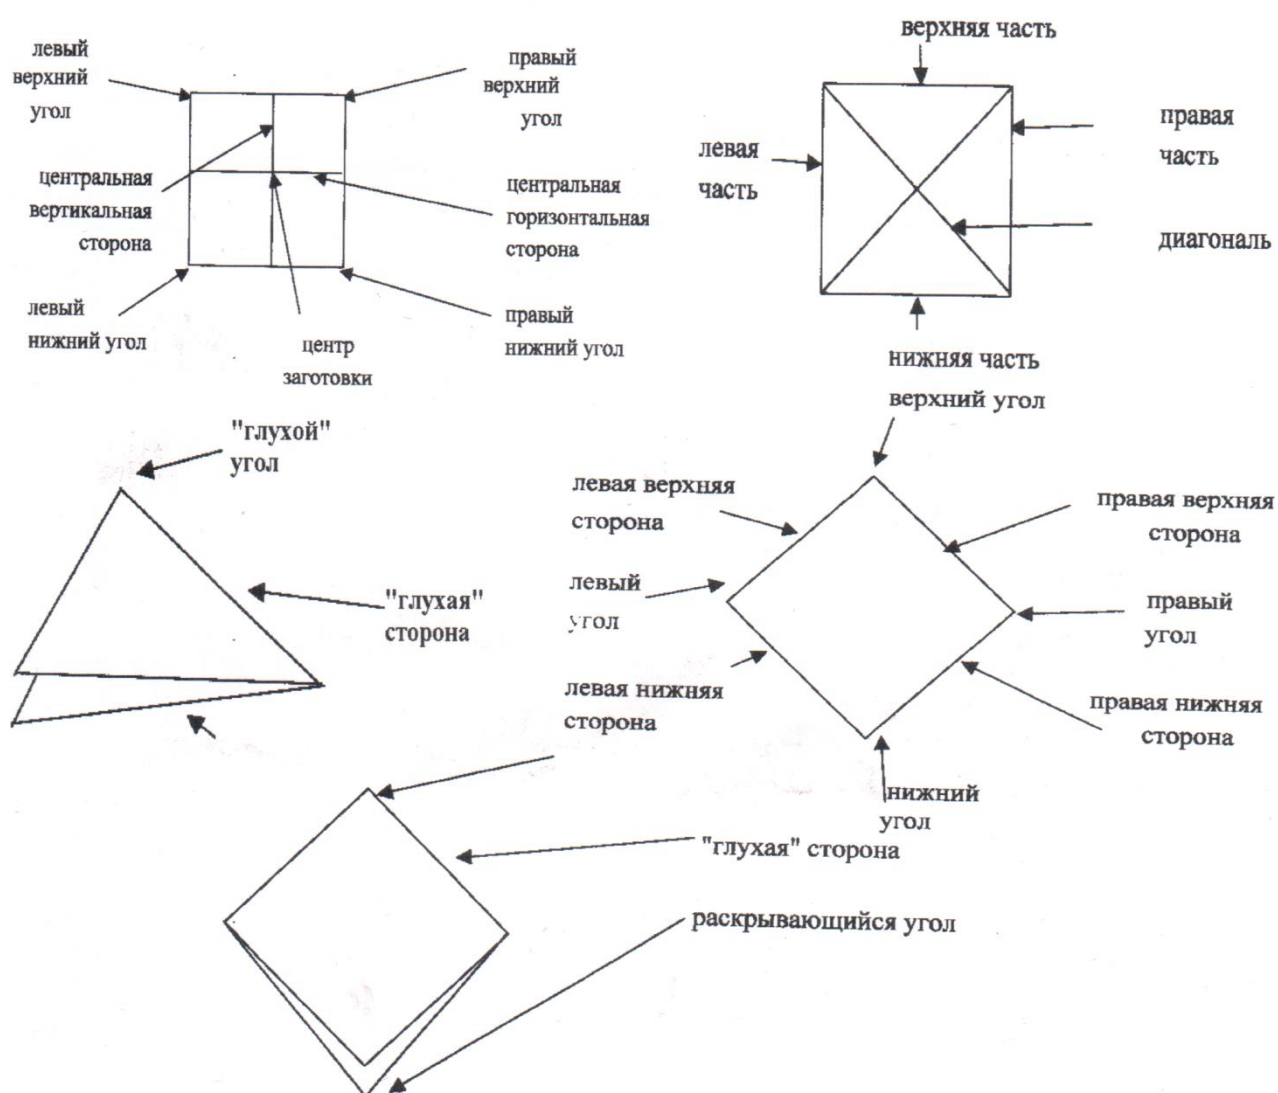 левый
верхний
угол
правый
верхний
угол
центральная
вертикальная
сторона
центральная
горизонтальная
сторона
левый
нижний угол
центр
заготовки
правый
нижний угол
верхняя часть
левая
часть
правая
часть
диагональ
нижняя часть
"глухой"
угол
"глухая"
сторона
верхний угол
левая верхняя
сторона
правая верхняя
сторона
левый
угол
правый
угол
левая нижняя
сторона
правая нижняя
сторона
нижний
угол
"глухая" сторона
раскрывающийся угол